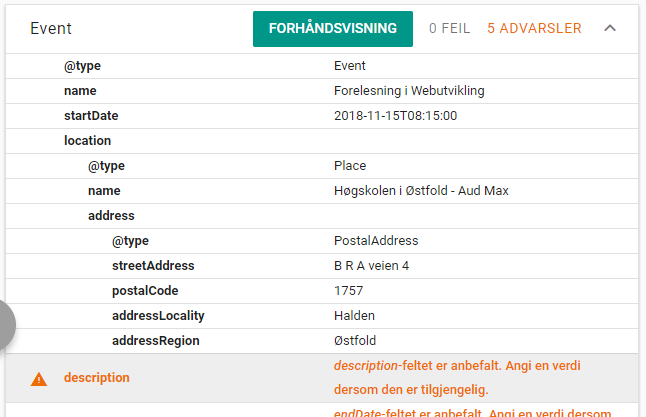 Event FORHÅNDSVISNING 0 FEIL 5 ADVARSLER
@type Event
name Forelesning i Webutvikling
startDate 2018-11-15T08:15:00
location
@type Place
name Høgskolen i Østfold - Aud Max
address
@type PostalAddress
streetAddress B R A veien 4
postalCode 1757
addressLocality Halden
addressRegion Østfold
description description-feltet er anbefalt. Angi en verdi
dersom den er tilgjengelig.
endDate-feltet er anbefalt. Angi en verdi dersom